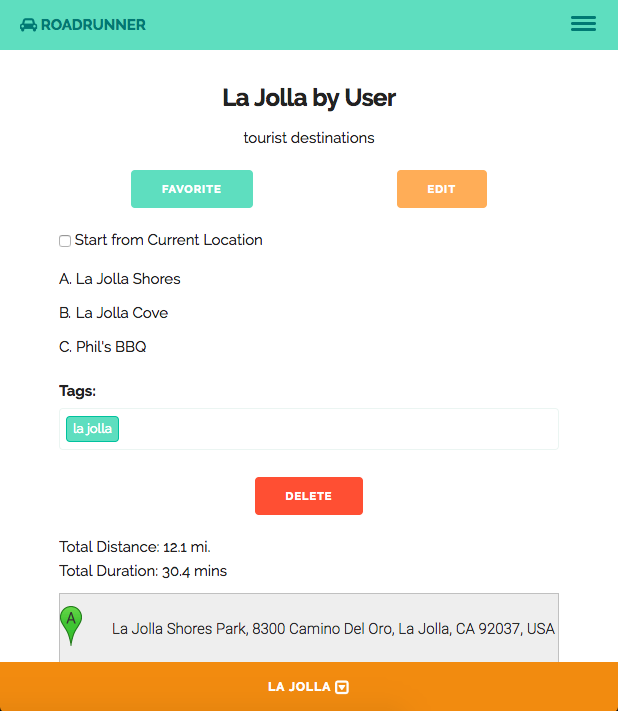 ROADRUNNER
La Jolla by User
tourist destinations
FAVORITE EDIT
Start from Current Location
A. La Jolla Shores
B. La Jolla Cove
C. Phil's BBQ
Tags:
la jolla
DELETE
Total Distance: 12.1 mi.
Total Duration: 30.4 mins
A La Jolla Shores Park, 8300 Camino Del Oro, La Jolla, CA 92037, USA
LA JOLLA